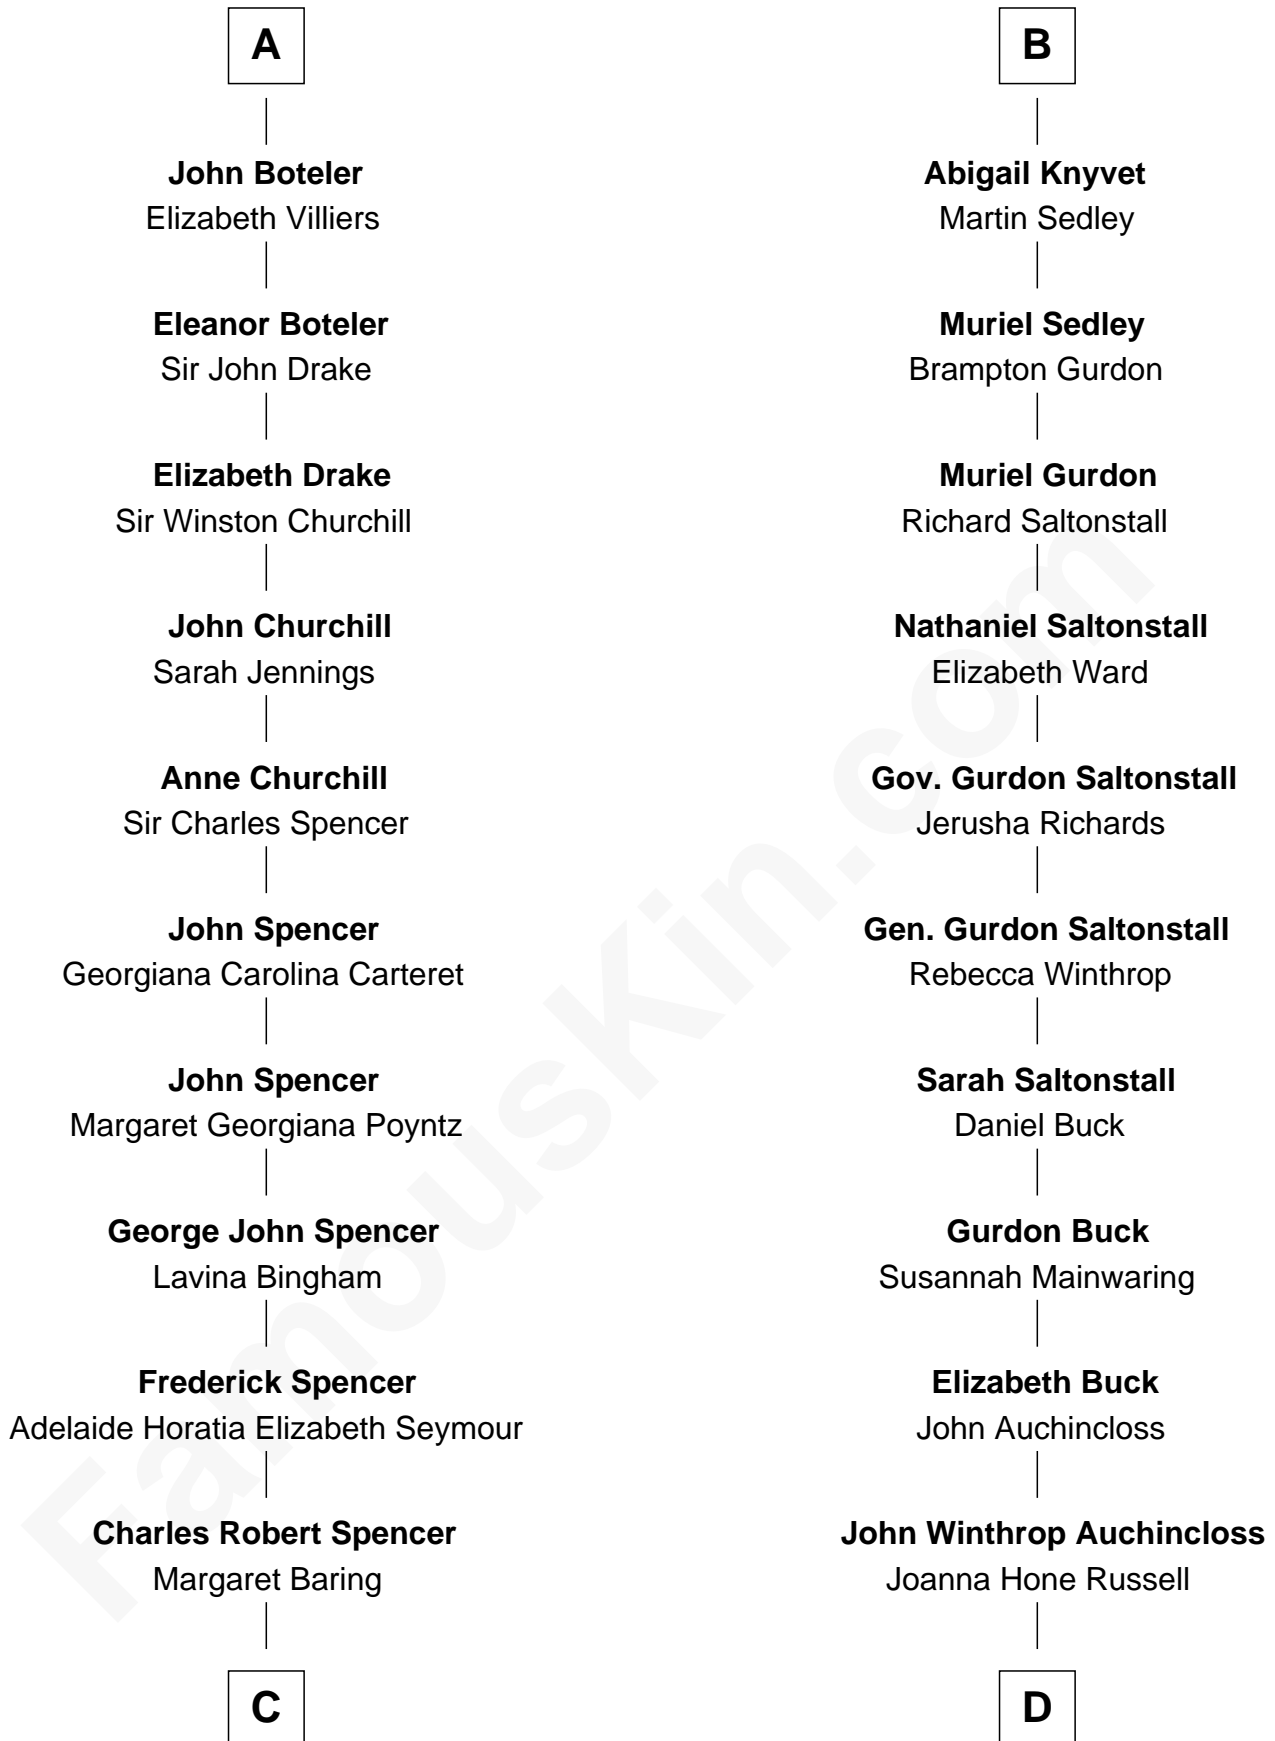 A
John Boteler
Elizabeth Villiers
Eleanor Boteler
Sir John Drake
Elizabeth Drake
Sir Winston Churchill
John Churchill
Sarah Jennings
Anne Churchill
Sir Charles Spencer
John Spencer
Georgiana Carolina Carteret
John Spencer
Margaret Georgiana Poyntz
George John Spencer
Lavina Bingham
Frederick Spencer
Adelaide Horatia Elizabeth Seymour
Charles Robert Spencer
Margaret Baring
C
B
Abigail Knyvet
Martin Sedley
Muriel Sedley
Brampton Gurdon
Muriel Gurdon
Richard Saltonstall
Nathaniel Saltonstall
Elizabeth Ward
Gov. Gurdon Saltonstall
Jerusha Richards
Gen. Gurdon Saltonstall
Rebecca Winthrop
Sarah Saltonstall
Daniel Buck
Gurdon Buck
Susannah Mainwaring
Elizabeth Buck
John Auchincloss
John Winthrop Auchincloss
Joanna Hone Russell
D
FamousKin.com